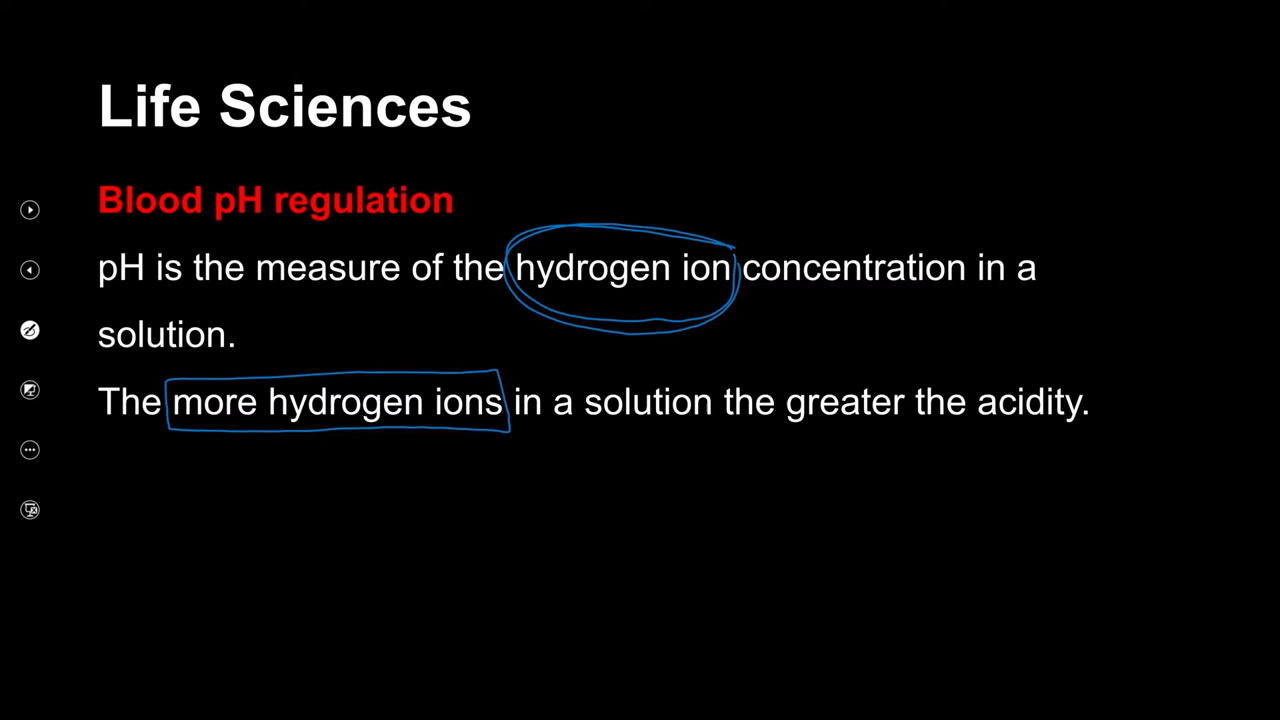 Life Sciences
Blood pH regulation
pH is the measure of the hydrogen ion concentration in a
solution.
The more hydrogen ions in a solution the greater the acidity.